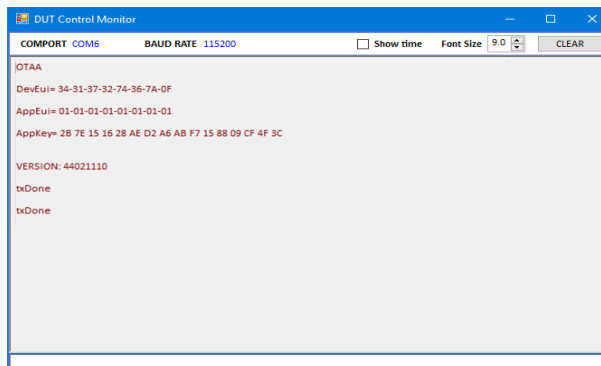 DUT Control Monitor
COMPORT COM6 BAUD RATE 115200 Show time Font Size 9.0 CLEAR
OTAA
DevEui= 34-31-37-32-74-36-7A-0F
AppEui= 01-01-01-01-01-01-01-01
AppKey= 2B 7E 15 16 28 AE D2 A6 AB F7 15 88 09 CF 4F 3C
VERSION: 44021110
txDone
txDone